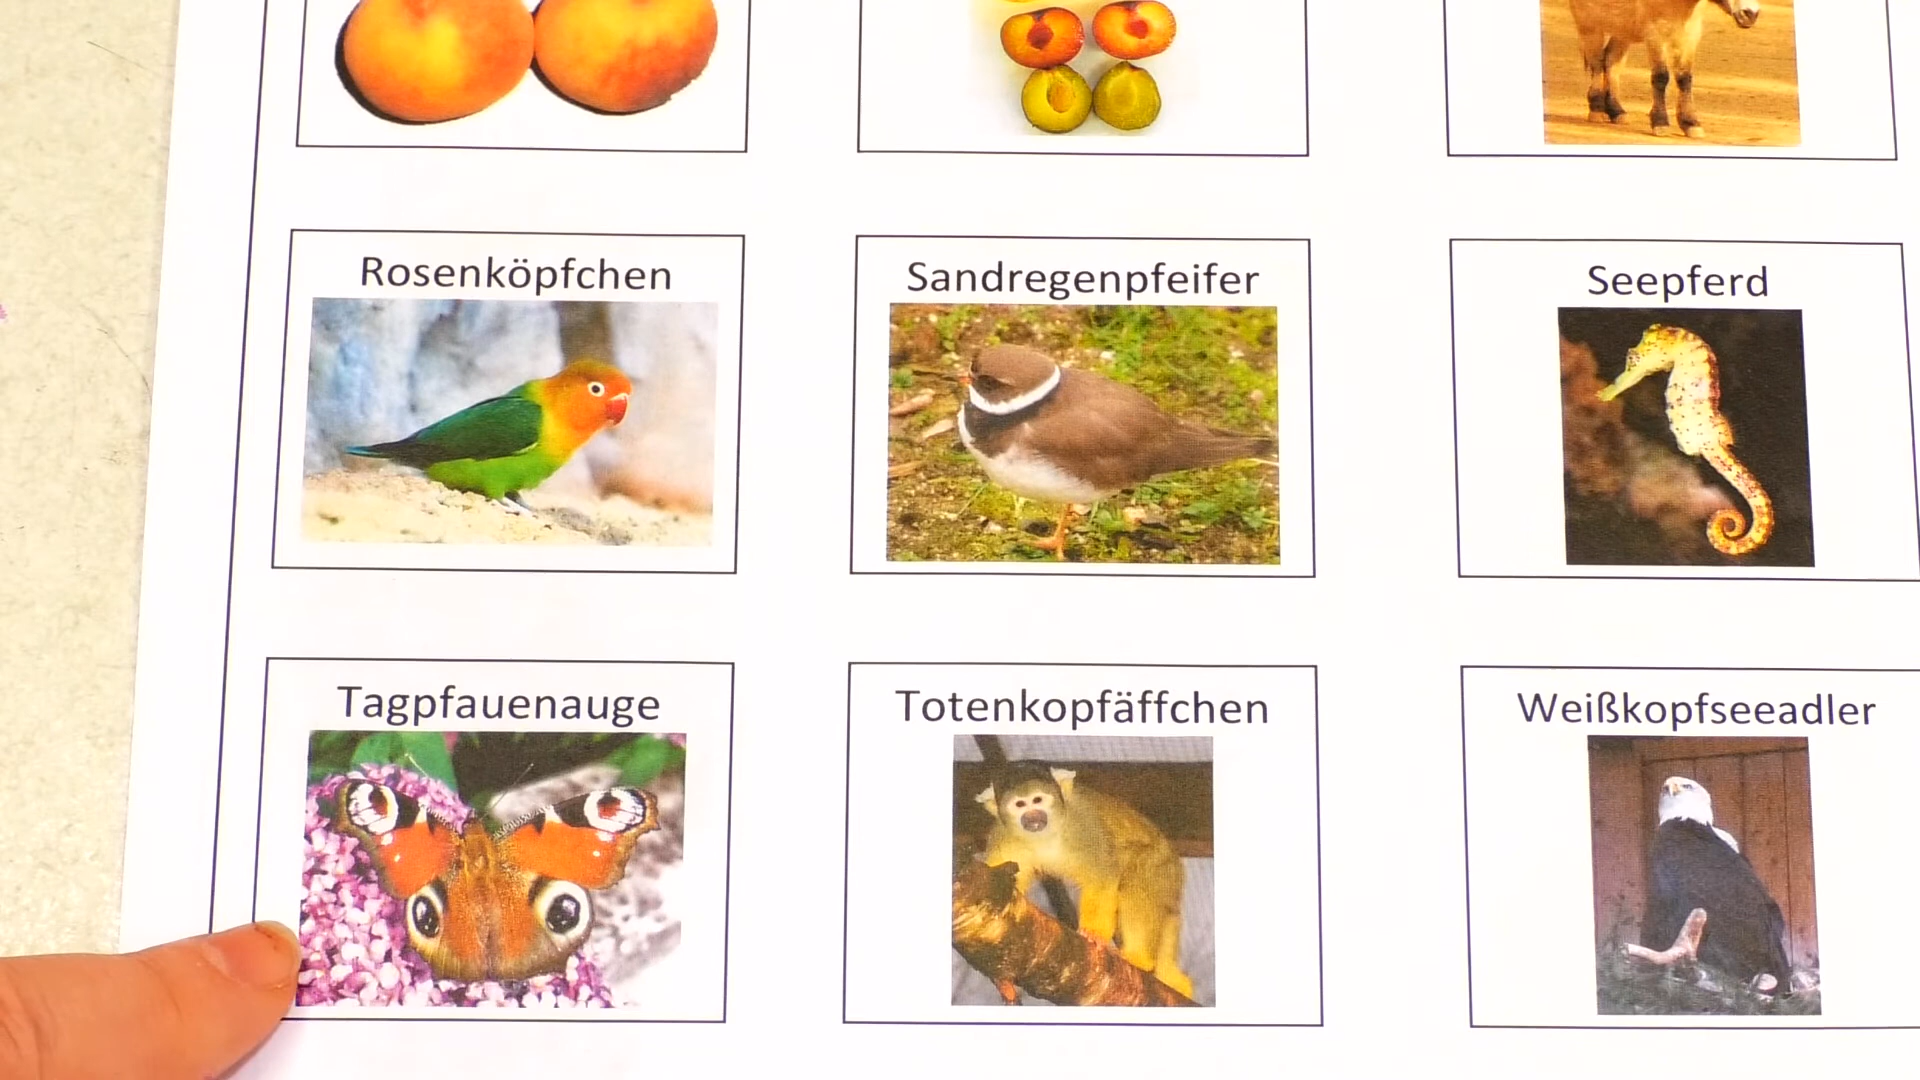 Rosenköpfchen
Sandregenpfeifer
Seepferd
Tagpfauenauge
Totenkopfäffchen
Weißkopfseeadler